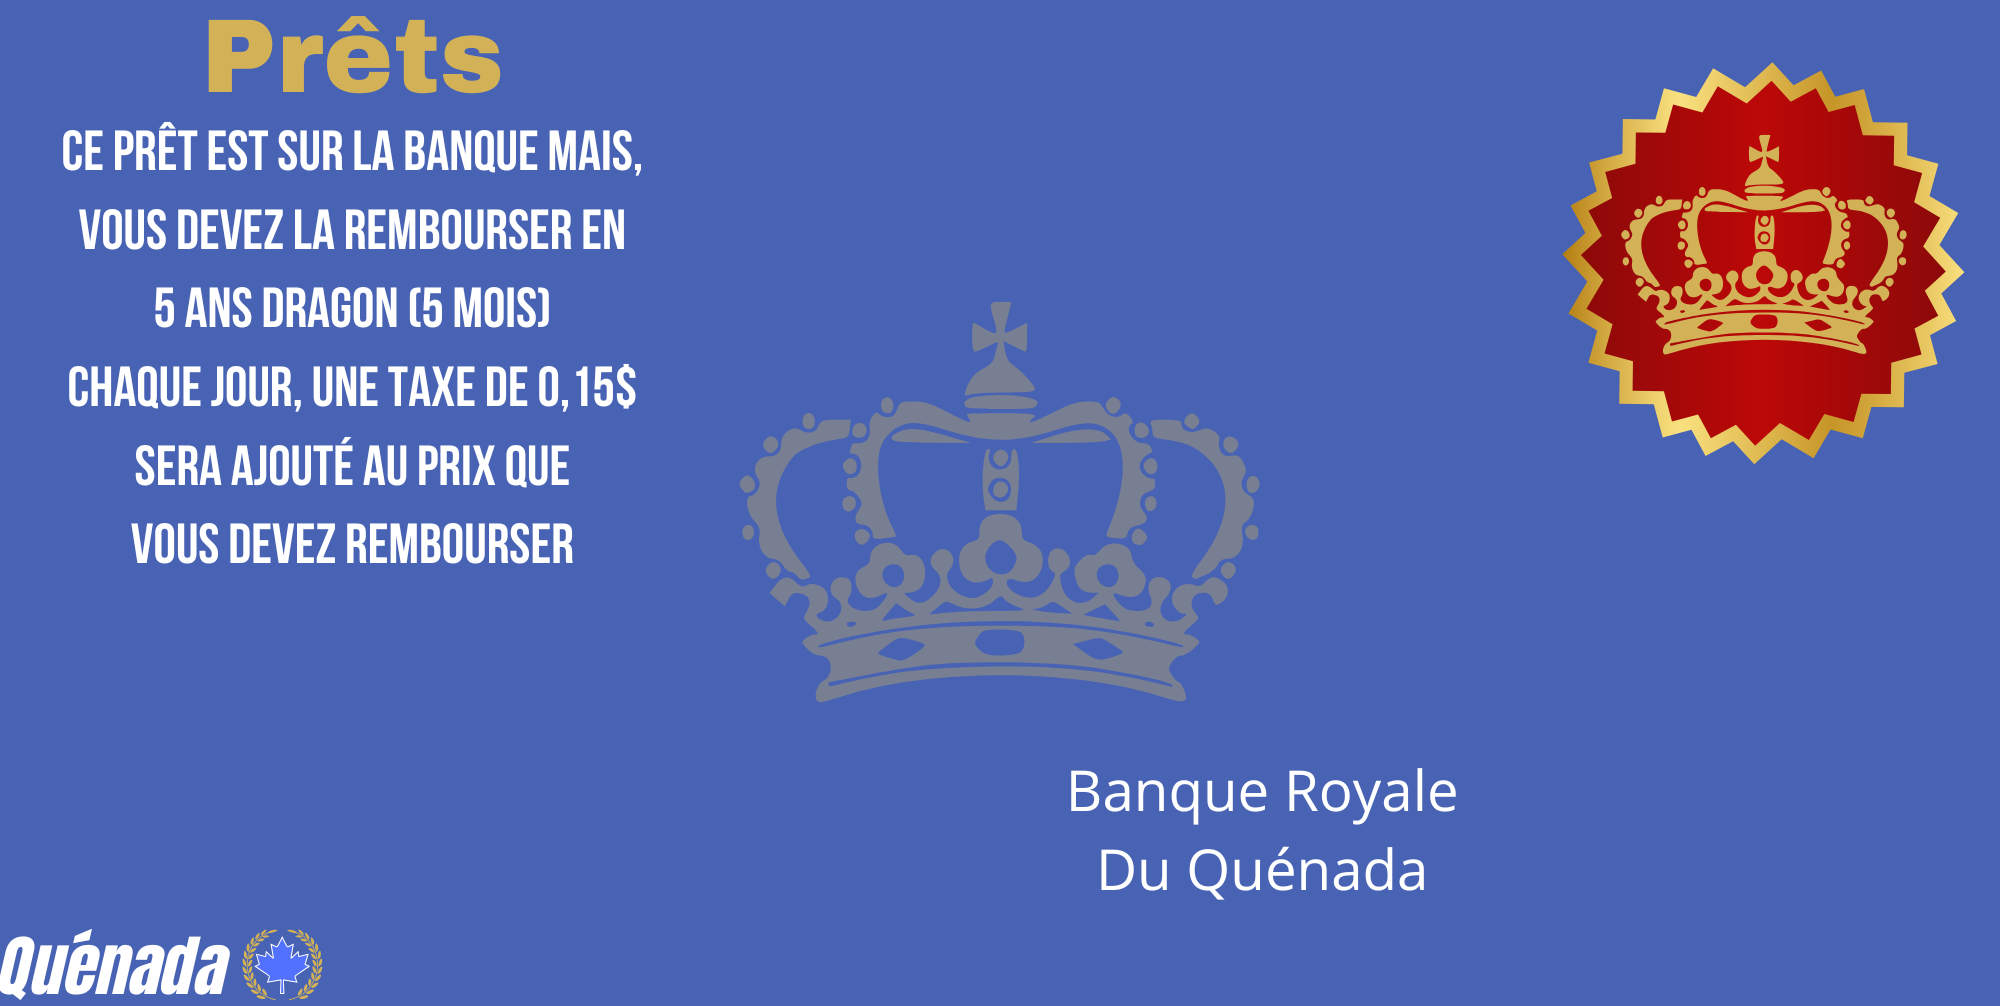 Prêts
CE PRÊT EST SUR LA BANQUE MAIS,
VOUS DEVEZ LA REMBOURSER EN
5 ANS DRAGON (5 MOIS)
CHAQUE JOUR, UNE TAXE DE 0,15$
SERA AJOUTÉ AU PRIX QUE
VOUS DEVEZ REMBOURSER
Banque Royale
Du Quénada
Quénada